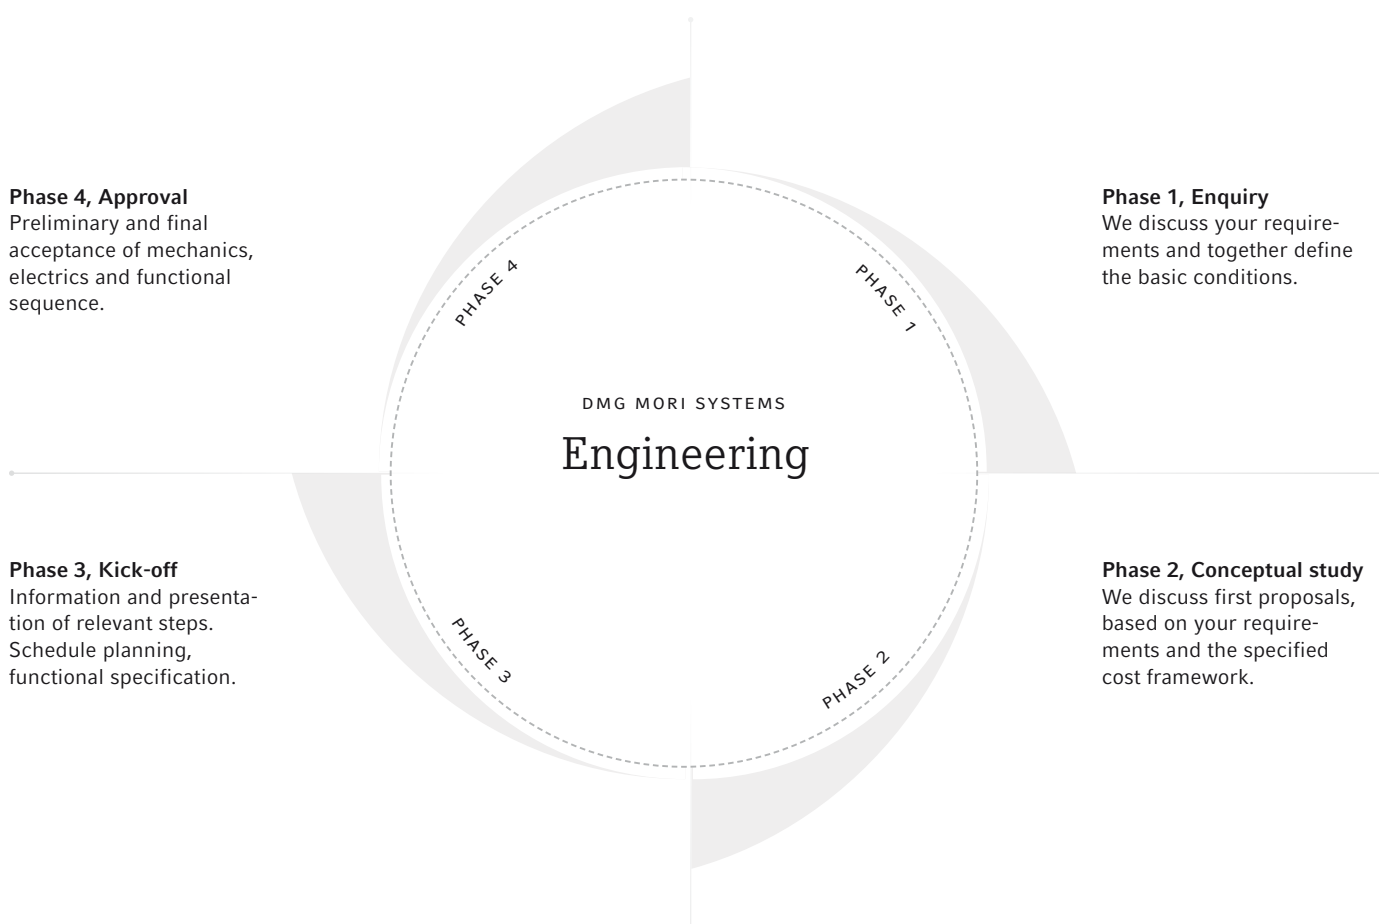 Phase 4, Approval
Preliminary and final
acceptance of mechanics,
electrics and functional
sequence.
Phase 1, Enquiry
We discuss your require-
ments and together define
the basic conditions.
PHASE 4
PHASE 1
DMG MORI SYSTEMS
Engineering
Phase 3, Kick-off
Information and presenta-
tion of relevant steps.
Schedule planning,
functional specification.
PHASE 3
PHASE 2
Phase 2, Conceptual study
We discuss first proposals,
based on your require-
ments and the specified
cost framework.